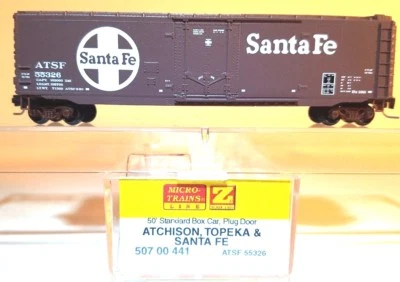 Santa Fe
Santa Fe
ATSF
55326
MICRO-
TRAINS
LINE
Z
50' Standard Box Car, Plug Door
ATCHISON, TOPEKA &
SANTA FE
507 00 441 ATSF 55326